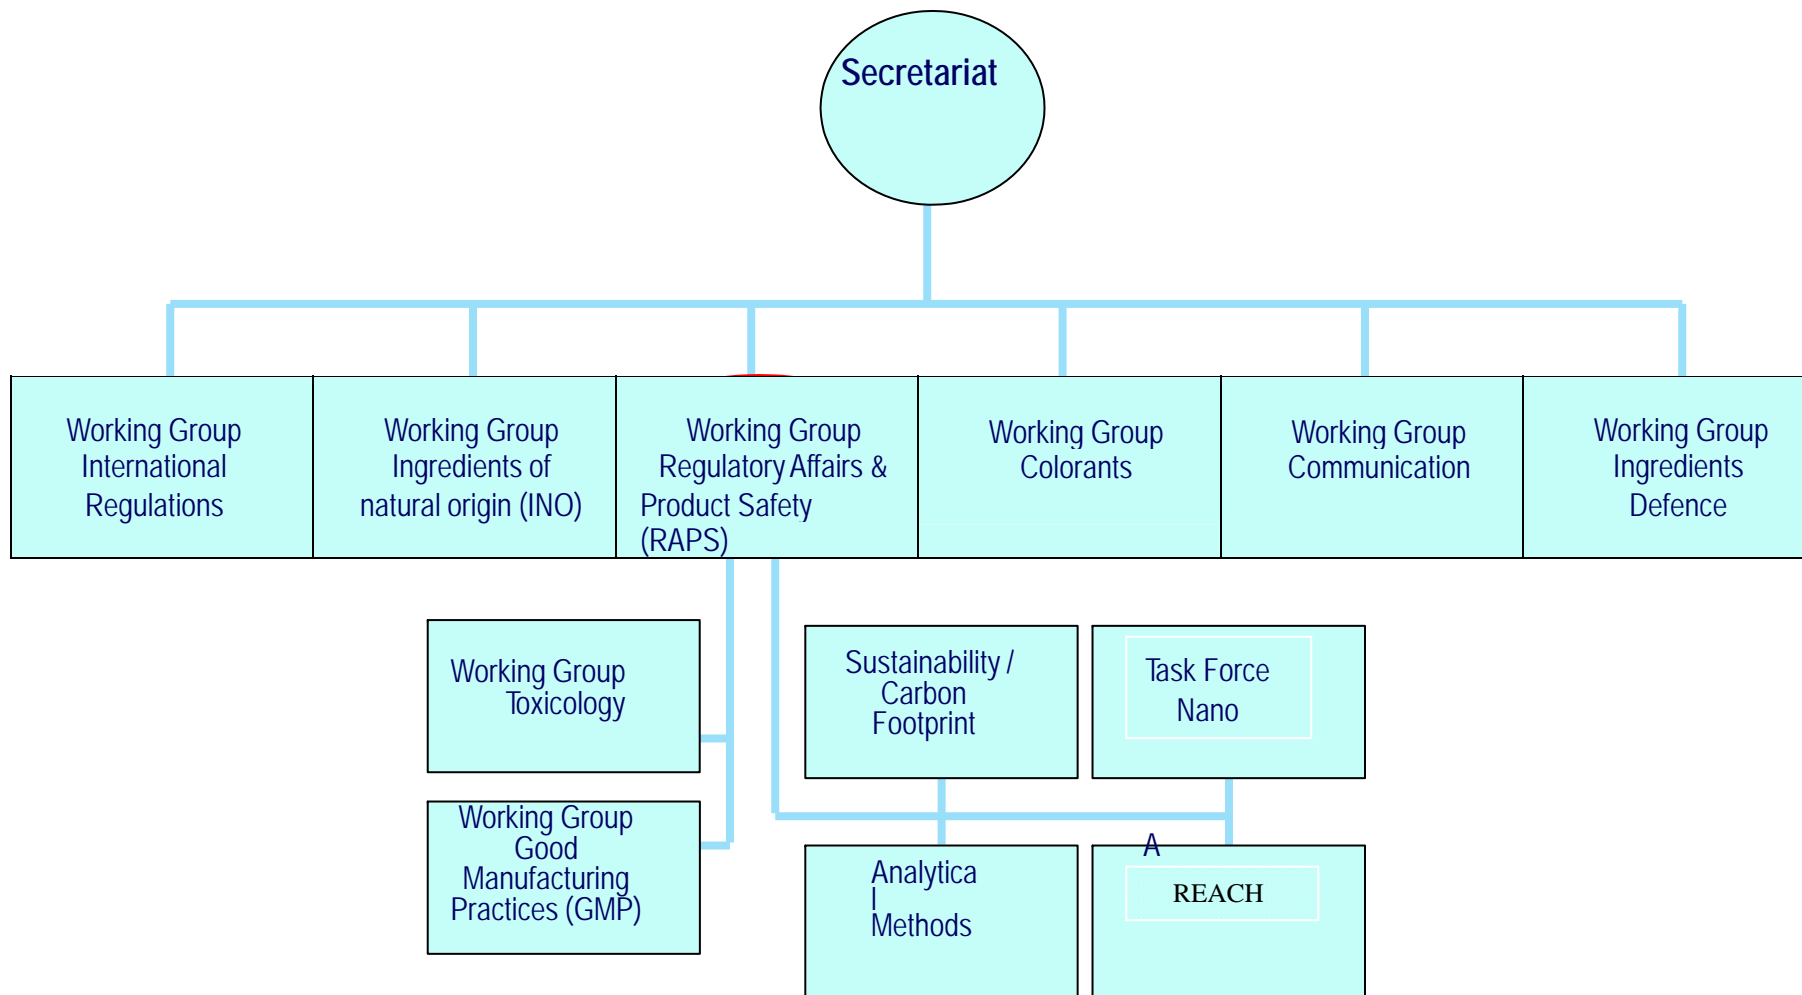 Secretariat
Working Group
International
Regulations
Working Group
Ingredients of
natural origin (INO)
Working Group
Regulatory Affairs &
Product Safety
(RAPS)
Working Group
Colorants
Working Group
Communication
Working Group
Ingredients
Defence
Working Group
Toxicology
Sustainability /
Carbon
Footprint
Task Force
Nano
Working Group
Good
Manufacturing
Practices (GMP)
Analytica
l
Methods
A
REACH